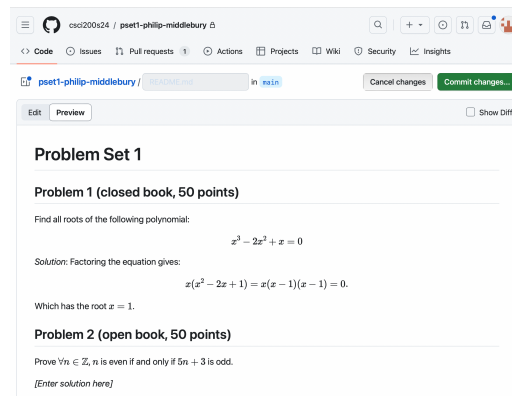 csci200s24 / pset1-philip-middlebury
Code Issues Pull requests 1 Actions Projects Wiki Security Insights
pset1-philip-middlebury / README.md in main Cancel changes Commit changes...
Edit Preview Show Diff
Problem Set 1
Problem 1 (closed book, 50 points)
Find all roots of the following polynomial:
x³ − 2x² + x = 0
Solution: Factoring the equation gives:
x(x² − 2x + 1) = x(x − 1)(x − 1) = 0.
Which has the root x = 1.
Problem 2 (open book, 50 points)
Prove ∀n ∈ ℤ, n is even if and only if 5n + 3 is odd.
[Enter solution here]